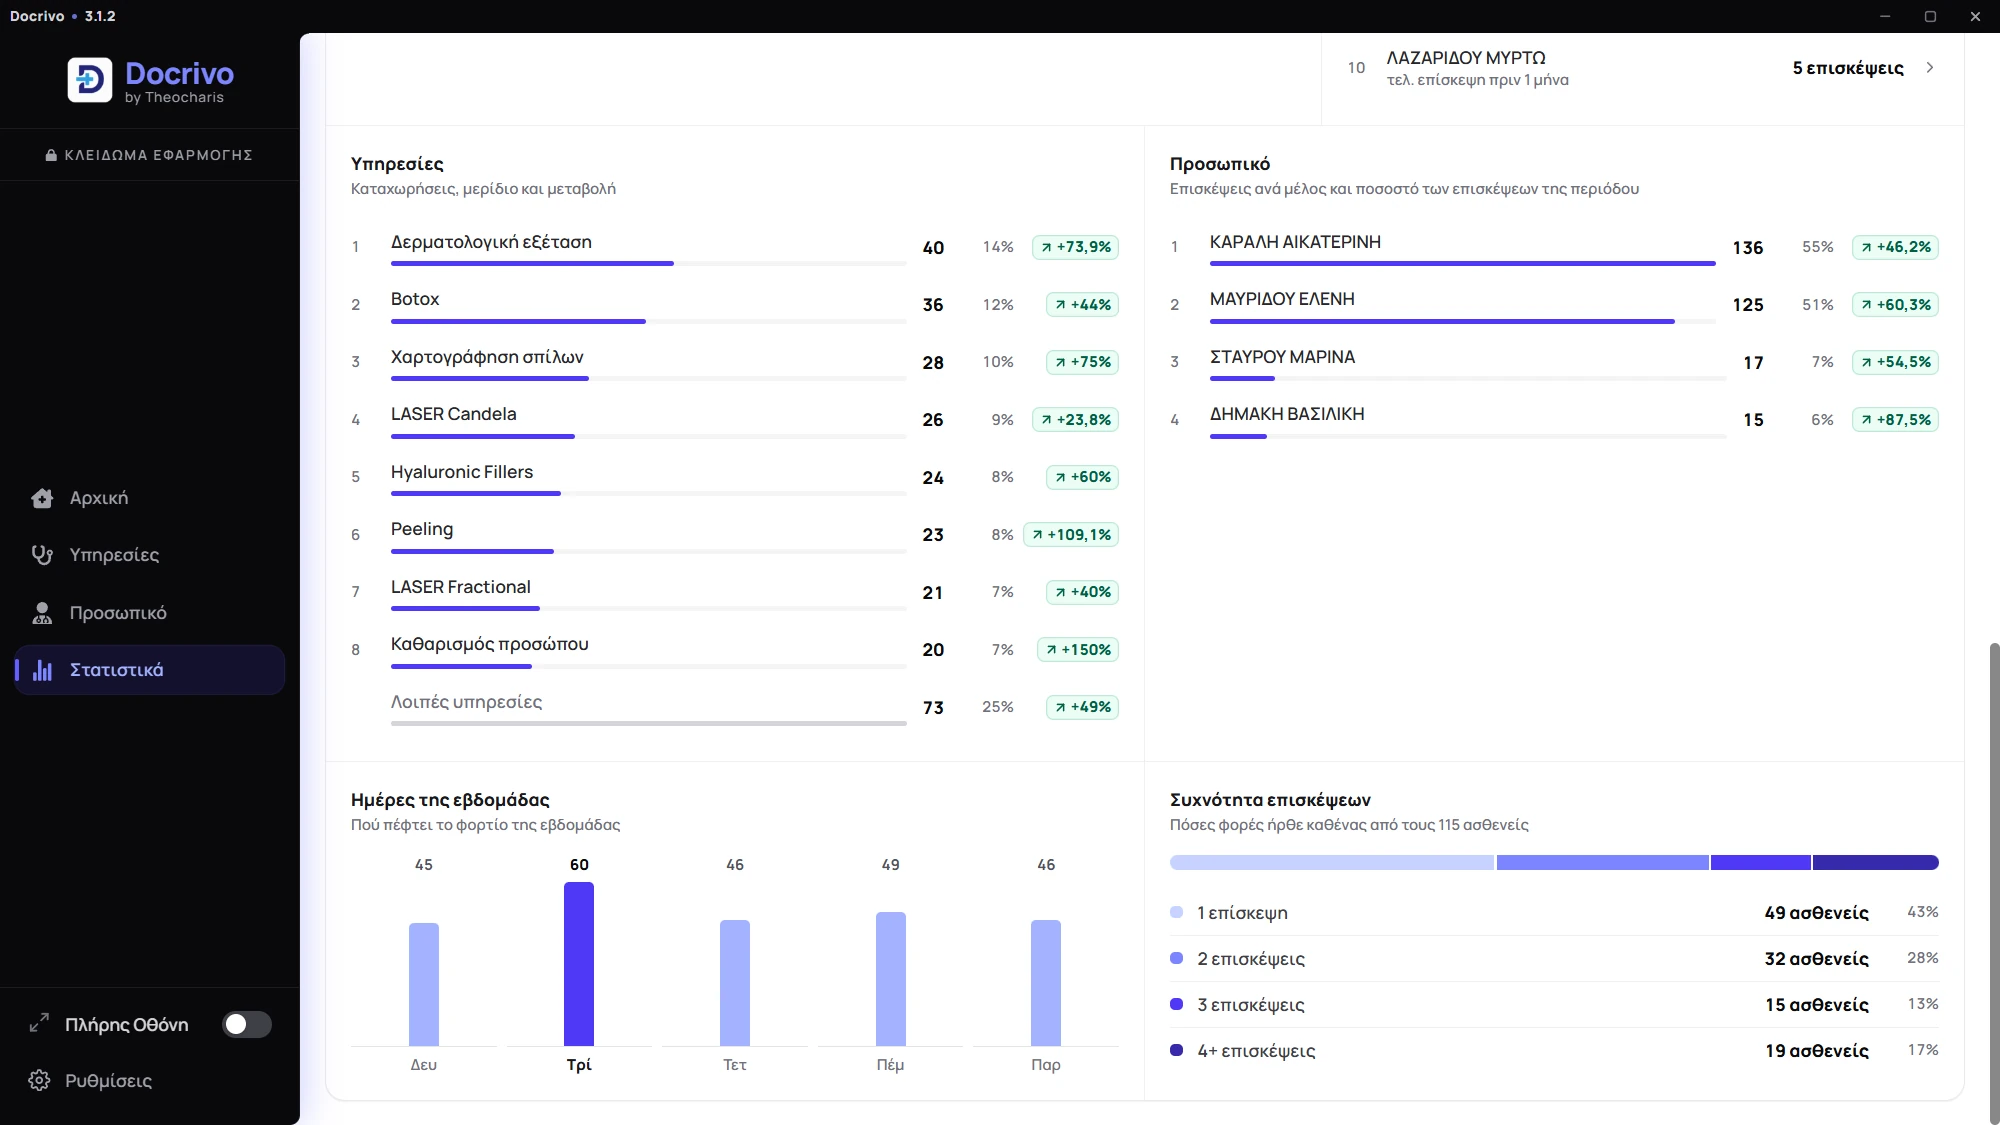 Docrivo • 3.1.2
Docrivo
by Theocharis
ΚΛΕΙΔΩΜΑ ΕΦΑΡΜΟΓΗΣ
Αρχική
Υπηρεσίες
Προσωπικό
Στατιστικά
Πλήρης Οθόνη
Ρυθμίσεις
10 ΛΑΖΑΡΙΔΟΥ ΜΥΡΤΩ 5 επισκέψεις
τελ. επίσκεψη πριν 1 μήνα
Υπηρεσίες
Καταχωρήσεις, μερίδιο και μεταβολή
1 Δερματολογική εξέταση 40 14% +73,9%
2 Botox 36 12% +44%
3 Χαρτογράφηση σπίλων 28 10% +75%
4 LASER Candela 26 9% +23,8%
5 Hyaluronic Fillers 24 8% +60%
6 Peeling 23 8% +109,1%
7 LASER Fractional 21 7% +40%
8 Καθαρισμός προσώπου 20 7% +150%
Λοιπές υπηρεσίες 73 25% +49%
Προσωπικό
Επισκέψεις ανά μέλος και ποσοστό των επισκέψεων της περιόδου
1 ΚΑΡΑΛΗ ΑΙΚΑΤΕΡΙΝΗ 136 55% +46,2%
2 ΜΑΥΡΙΔΟΥ ΕΛΕΝΗ 125 51% +60,3%
3 ΣΤΑΥΡΟΥ ΜΑΡΙΝΑ 17 7% +54,5%
4 ΔΗΜΑΚΗ ΒΑΣΙΛΙΚΗ 15 6% +87,5%
Ημέρες της εβδομάδας
Πού πέφτει το φορτίο της εβδομάδας
45 60 46 49 46
Δευ Τρί Τετ Πέμ Παρ
Συχνότητα επισκέψεων
Πόσες φορές ήρθε καθένας από τους 115 ασθενείς
1 επίσκεψη 49 ασθενείς 43%
2 επισκέψεις 32 ασθενείς 28%
3 επισκέψεις 15 ασθενείς 13%
4+ επισκέψεις 19 ασθενείς 17%